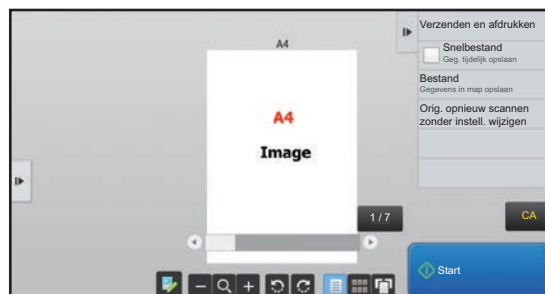 A4
A4
Image
1 / 7
Verzenden en afdrukken
Snelbestand
Geg. tijdelijk opslaan
Bestand
Gegevens in map opslaan
Orig. opnieuw scannen
zonder instell. wijzigen
CA
Start